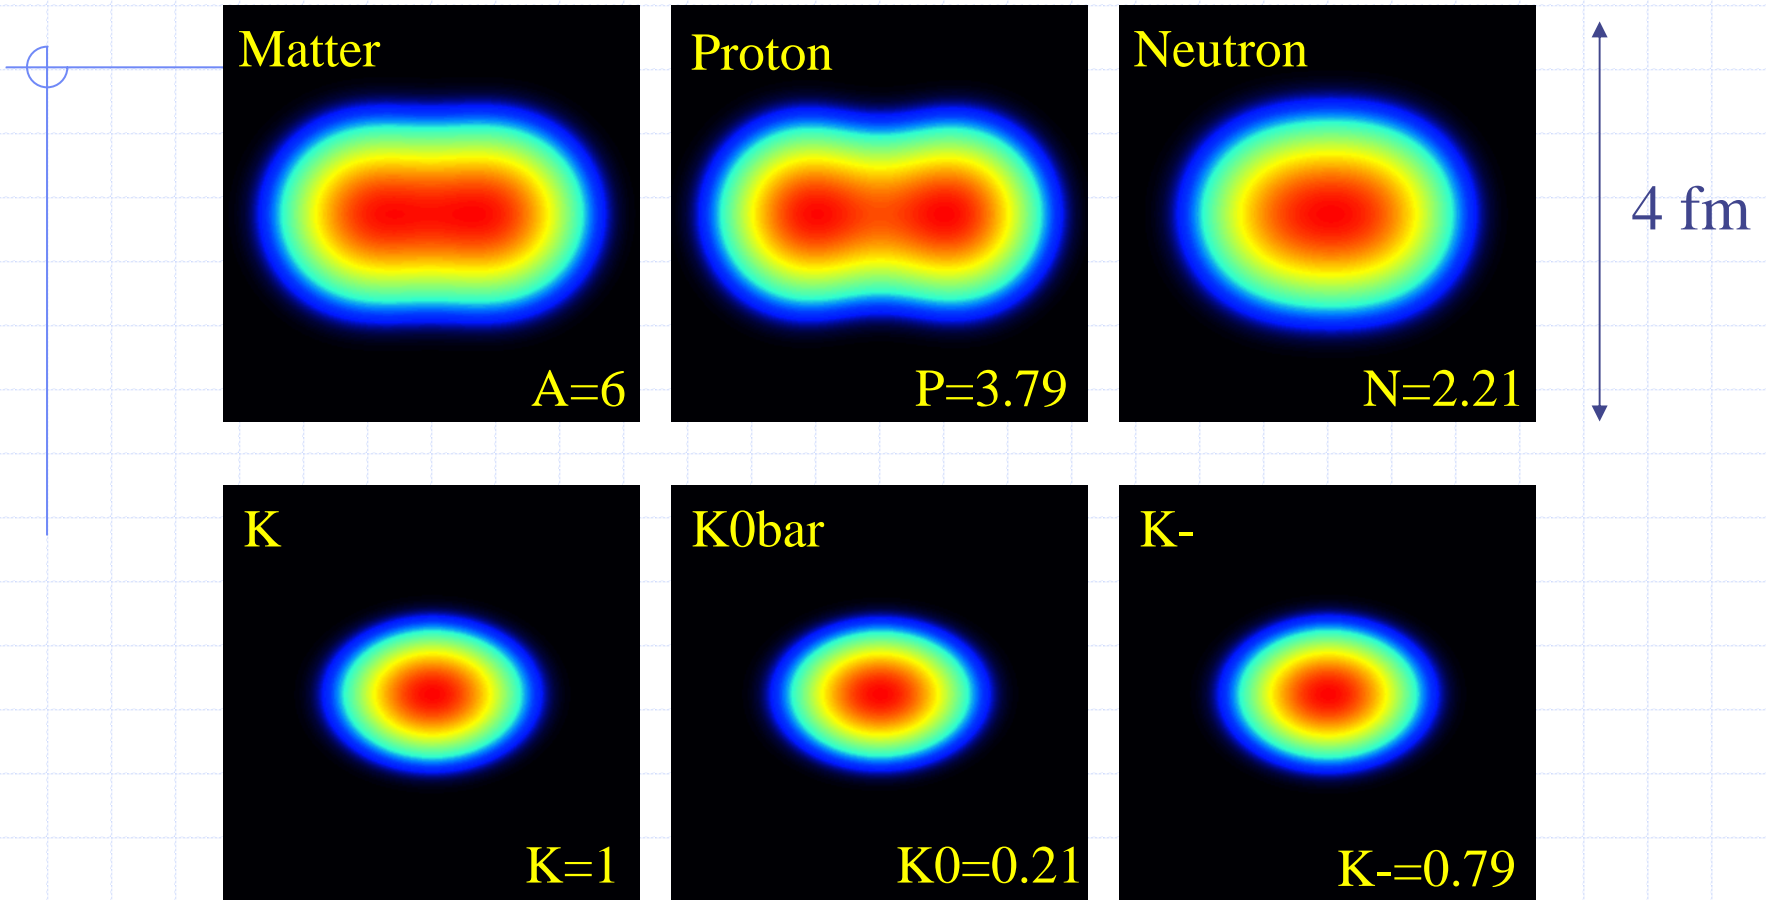 Matter
A=6
Proton
P=3.79
Neutron
N=2.21
4 fm
K
K=1
K0bar
K0=0.21
K-
K-=0.79